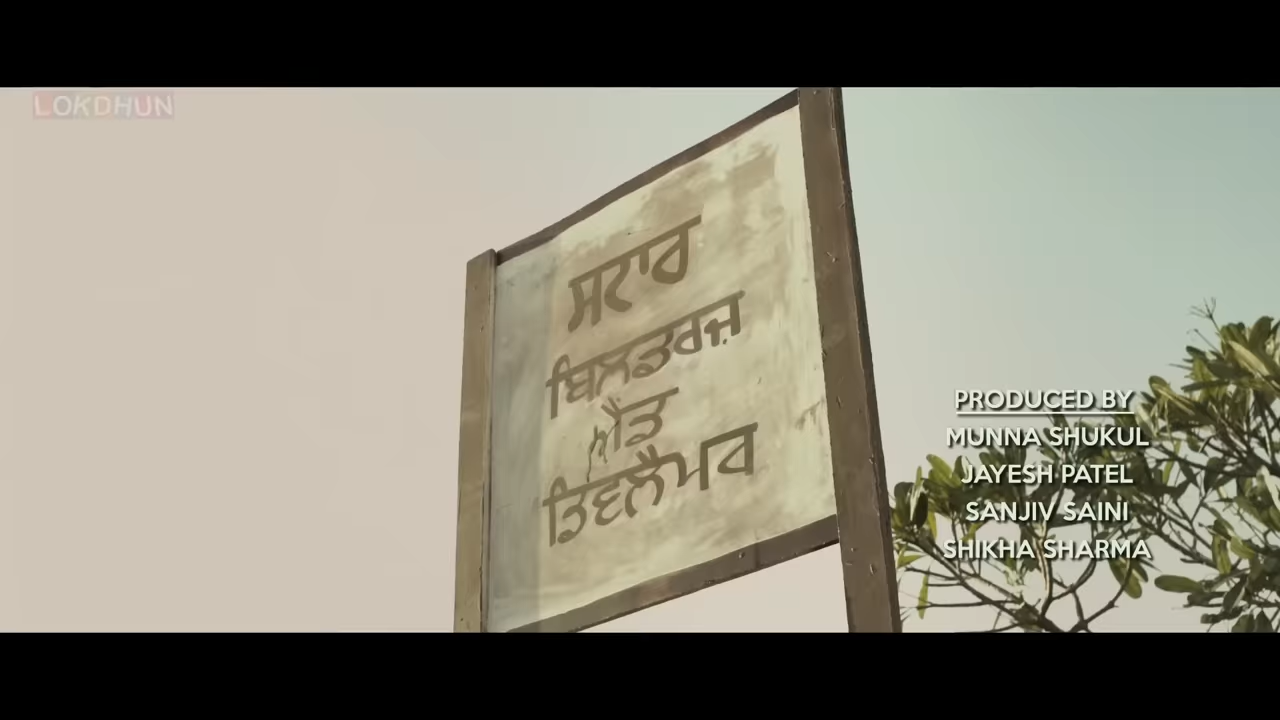 LOKDHUN
ਸਟਾਰ
ਬਿਲਡਰਜ਼
ਐਂਡ
ਡਿਵਲੈਪਰ
PRODUCED BY
MUNNA SHUKUL
JAYESH PATEL
SANJIV SAINI
SHIKHA SHARMA